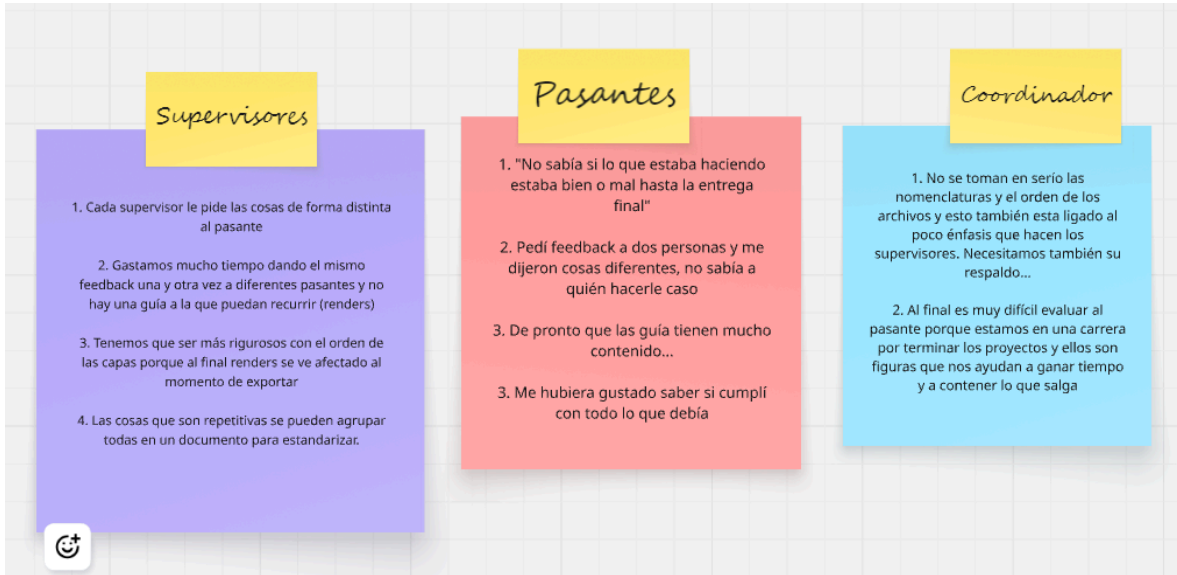 Supervisores
1. Cada supervisor le pide las cosas de forma distinta
al pasante
2. Gastamos mucho tiempo dando el mismo
feedback una y otra vez a diferentes pasantes y no
hay una guía a la que puedan recurrir (renders)
3. Tenemos que ser más rigurosos con el orden de
las capas porque al final renders se ve afectado al
momento de exportar
4. Las cosas que son repetitivas se pueden agrupar
todas en un documento para estandarizar.
Pasantes
1. "No sabía si lo que estaba haciendo
estaba bien o mal hasta la entrega
final"
2. Pedí feedback a dos personas y me
dijeron cosas diferentes, no sabía a
quién hacerle caso
3. De pronto que las guía tienen mucho
contenido...
3. Me hubiera gustado saber si cumplí
con todo lo que debía
Coordinador
1. No se toman en serío las
nomenclaturas y el orden de los
archivos y esto también esta ligado al
poco énfasis que hacen los
supervisores. Necesitamos también su
respaldo...
2. Al final es muy difícil evaluar al
pasante porque estamos en una carrera
por terminar los proyectos y ellos son
figuras que nos ayudan a ganar tiempo
y a contener lo que salga